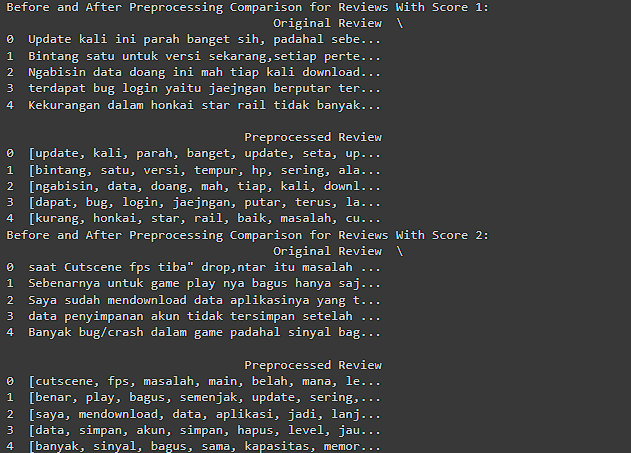 Before and After Preprocessing Comparison for Reviews With Score 1:
Original Review  \
0  Update kali ini parah banget sih, padahal sebe...
1  Bintang satu untuk versi sekarang,setiap perte...
2  Ngabisin data doang ini mah tiap kali download...
3  terdapat bug login yaitu jaejngan berputar ter...
4  Kekurangan dalam honkai star rail tidak banyak...
Preprocessed Review
0  [update, kali, parah, banget, update, seta, up...
1  [bintang, satu, versi, tempur, hp, sering, ala...
2  [ngabisin, data, doang, mah, tiap, kali, downl...
3  [dapat, bug, login, jaejngan, putar, terus, la...
4  [kurang, honkai, star, rail, baik, masalah, cu...
Before and After Preprocessing Comparison for Reviews With Score 2:
Original Review  \
0  saat Cutscene fps tiba" drop,ntar itu masalah ...
1  Sebenarnya untuk game play nya bagus hanya saj...
2  Saya sudah mendownload data aplikasinya yang t...
3  data penyimpanan akun tidak tersimpan setelah ...
4  Banyak bug/crash dalam game padahal sinyal bag...
Preprocessed Review
0  [cutscene, fps, masalah, main, belah, mana, le...
1  [benar, play, bagus, semenjak, update, sering,...
2  [saya, mendownload, data, aplikasi, jadi, lanj...
3  [data, simpan, akun, simpan, hapus, level, jau...
4  [banyak, sinyal, bagus, sama, kapasitas, memor...